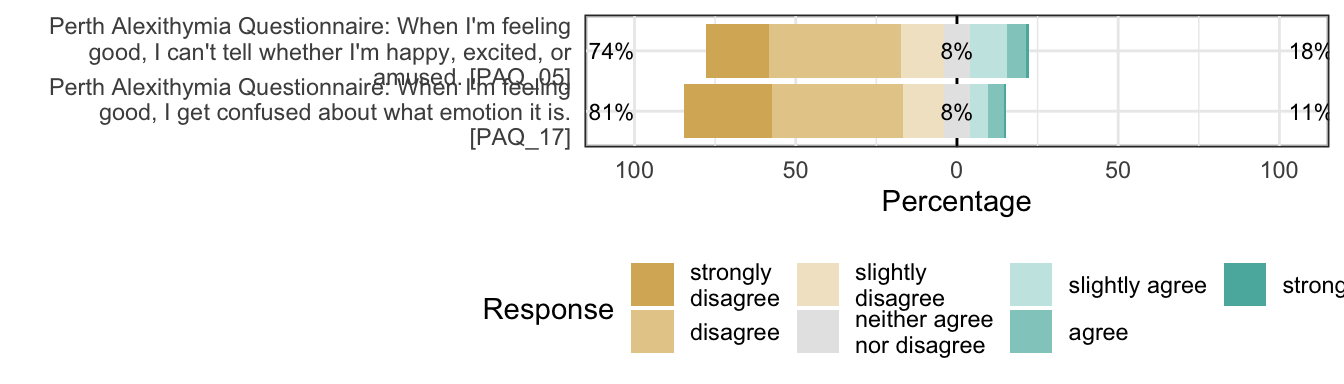 Perth Alexithymia Questionnaire: When I'm feeling
good, I can't tell whether I'm happy, excited, or
amused. [PAQ_05]
74%
8%
18%
Perth Alexithymia Questionnaire: When I'm feeling
good, I get confused about what emotion it is.
[PAQ_17]
81%
8%
11%
100
50
0
50
100
Percentage
Response
strongly
disagree
disagree
slightly
disagree
neither agree
nor disagree
slightly agree
agree
strong